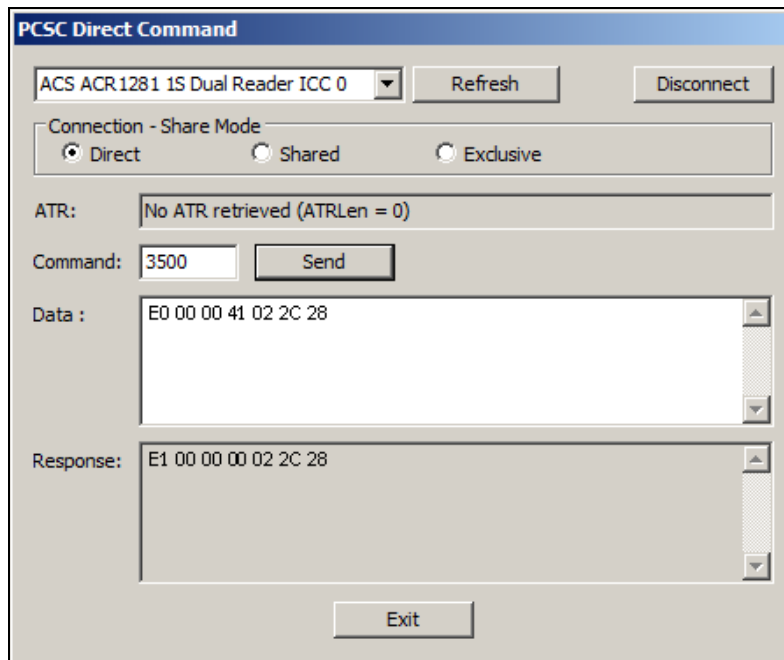 PCSC Direct Command
ACS ACR1281 1S Dual Reader ICC 0 Refresh Disconnect
Connection - Share Mode
Direct Shared Exclusive
ATR: No ATR retrieved (ATRLen = 0)
Command: 3500 Send
Data : E0 00 00 41 02 2C 28
Response: E1 00 00 00 02 2C 28
Exit